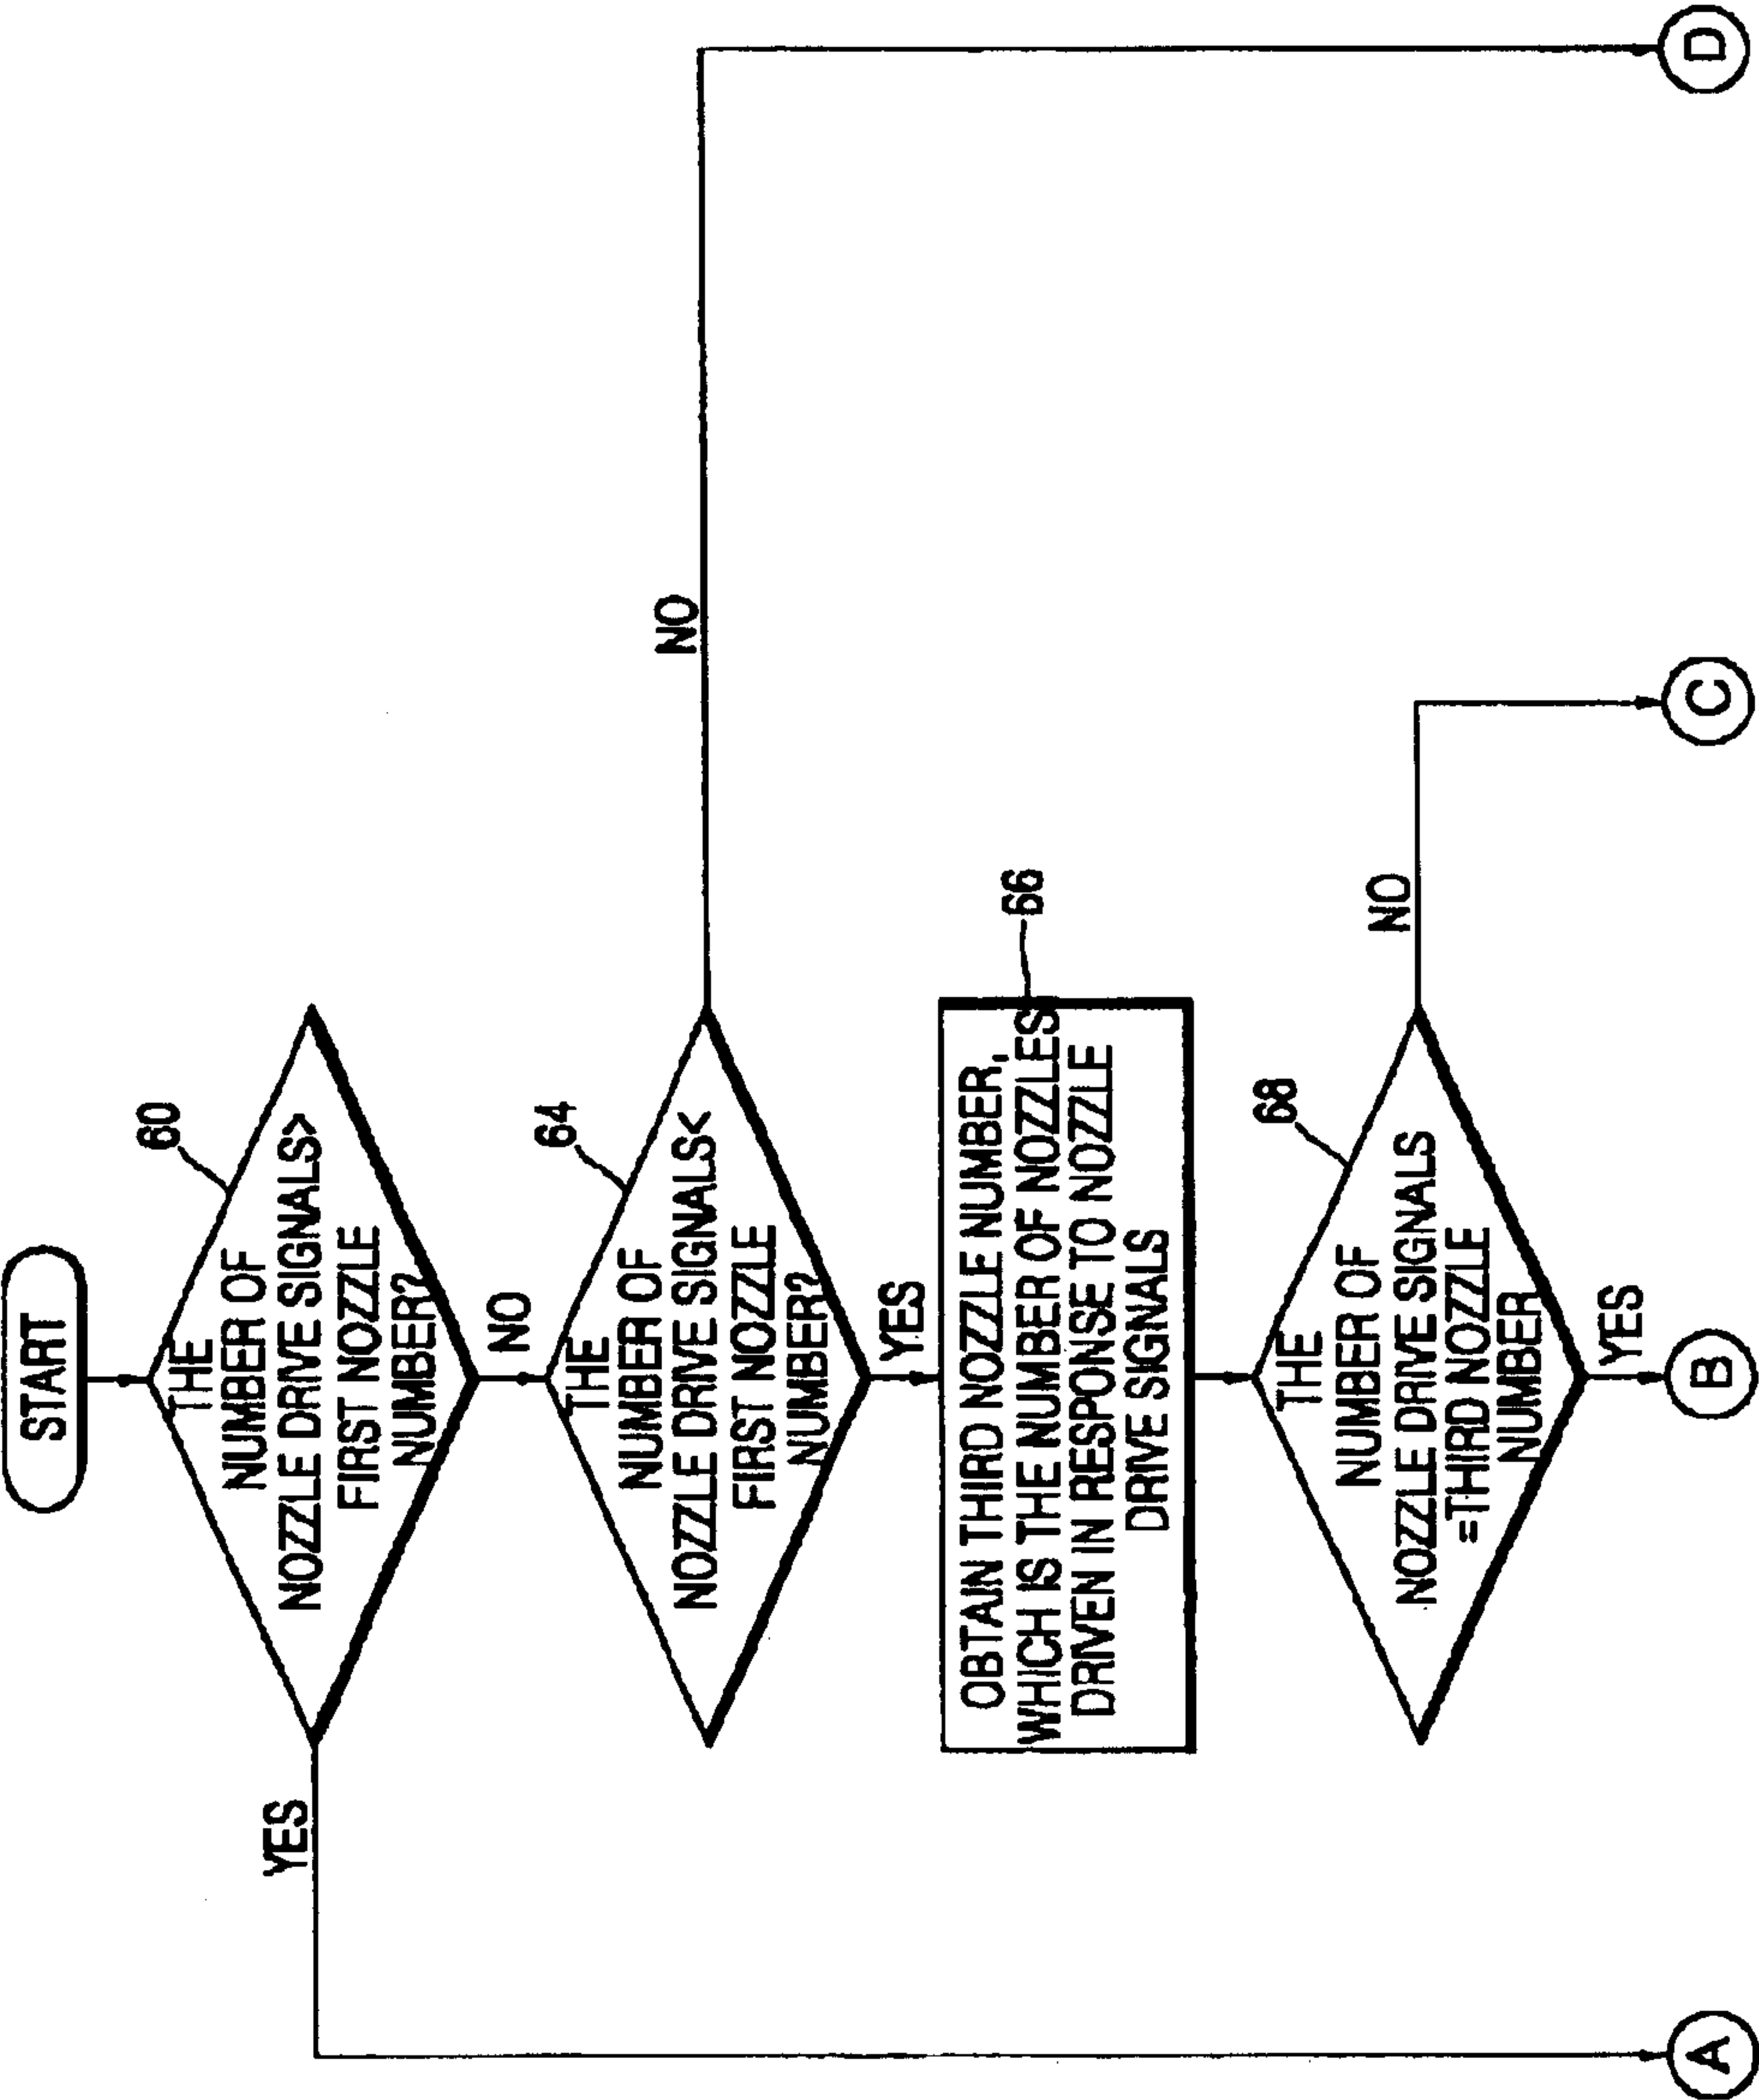 START
60
THE
NUMBER OF
NOZZLE DRIVE SIGNALS>
FIRST NOZZLE
NUMBER?
YES
NO
64
THE
NUMBER OF
NOZZLE DRIVE SIGNALS<
FIRST NOZZLE
NUMBER?
NO
YES
66
OBTAIN THIRD NOZZLE NUMBER,
WHICH IS THE NUMBER OF NOZZLES
DRIVEN IN RESPONSE TO NOZZLE
DRIVE SIGNALS
68
THE
NUMBER OF
NOZZLE DRIVE SIGNALS
=THIRD NOZZLE
NUMBER
NO
YES
A
B
C
D